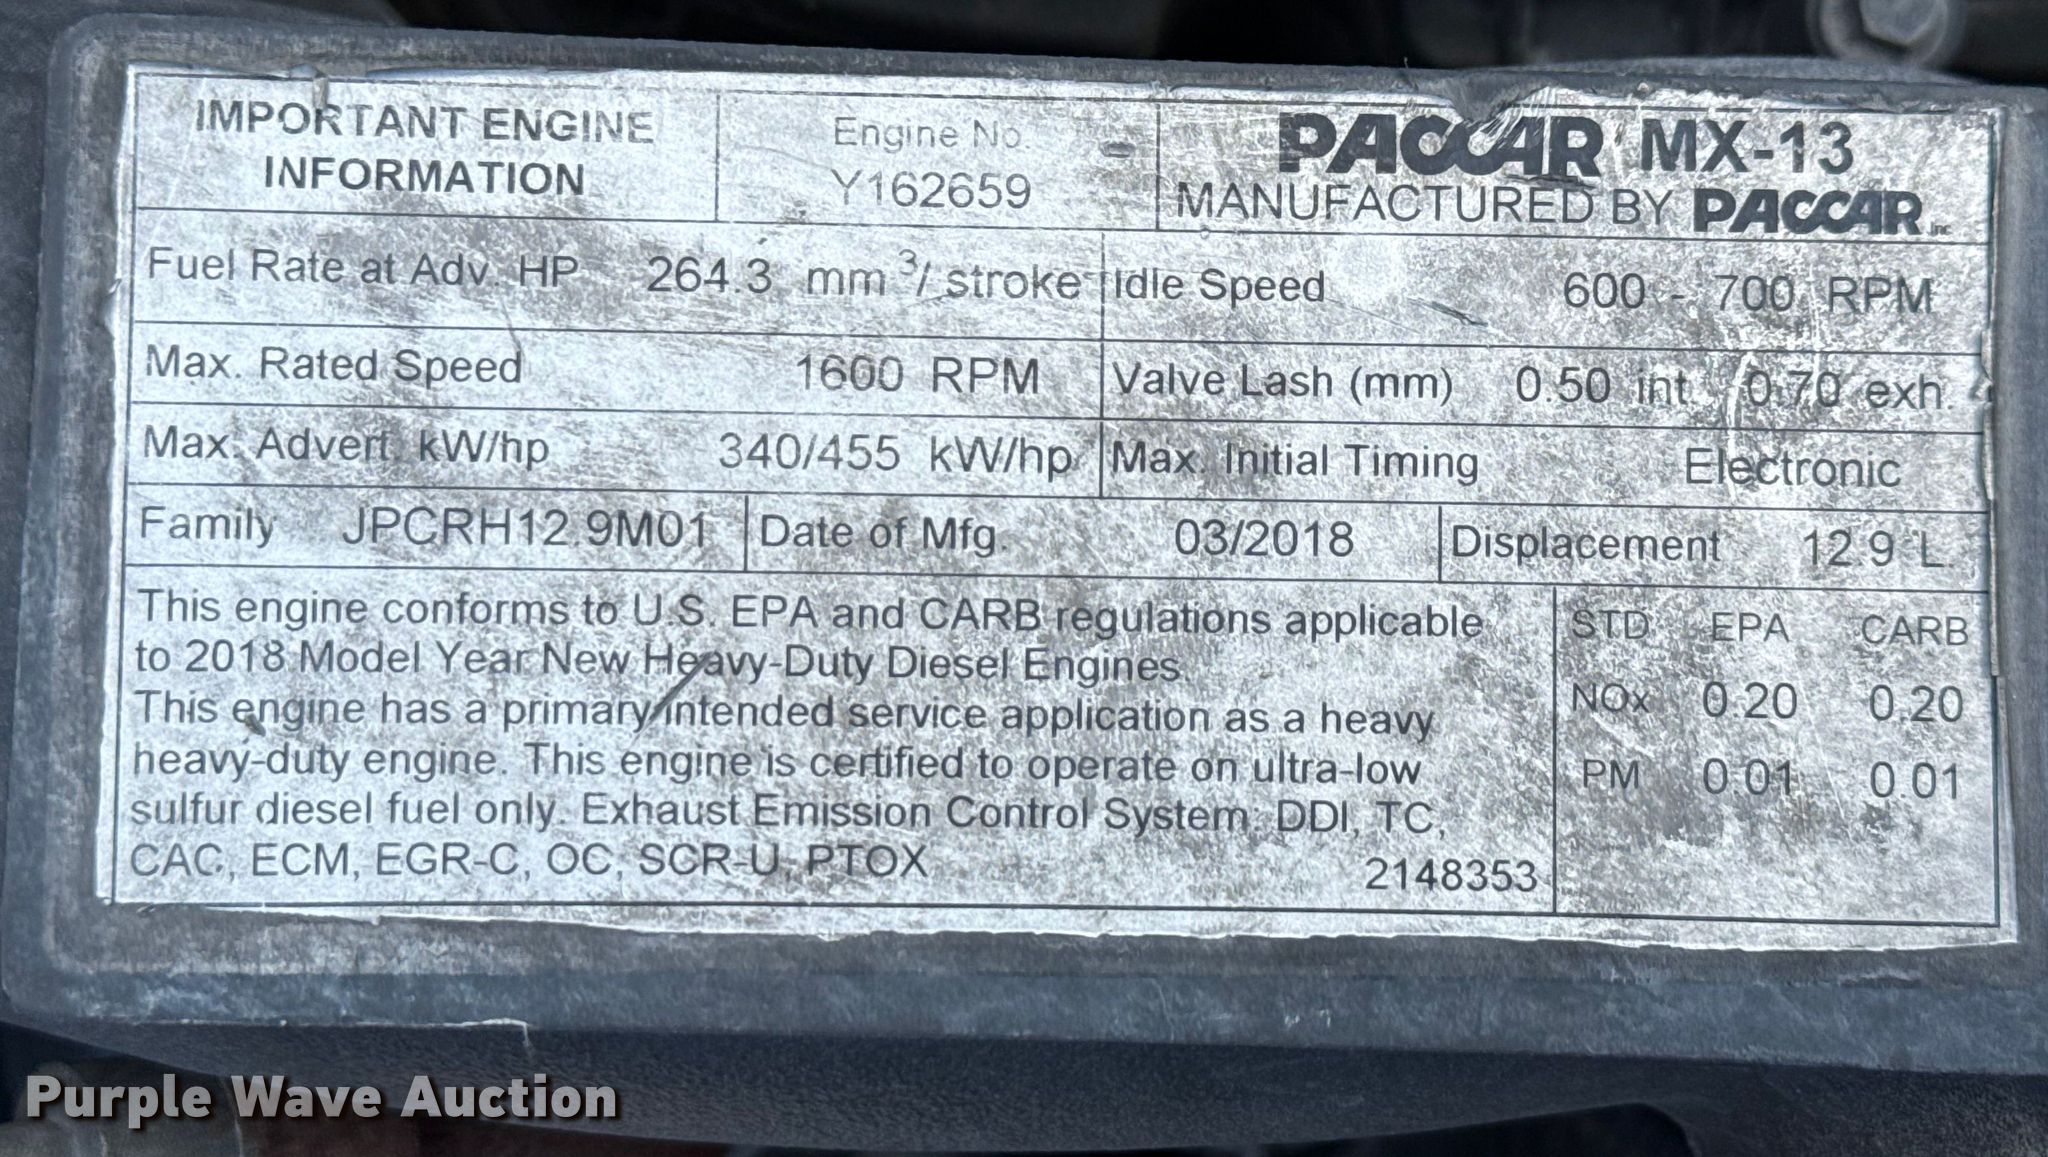 IMPORTANT ENGINE
INFORMATION
Engine No.
Y162659
PACCAR MX-13
MANUFACTURED BY PACCAR Inc
Fuel Rate at Adv. HP 264.3 mm³/ stroke
Idle Speed 600 - 700 RPM
Max. Rated Speed 1600 RPM
Valve Lash (mm) 0.50 int. 0.70 exh.
Max. Advert. kW/hp 340/455 kW/hp
Max. Initial Timing Electronic
Family JPCRH12.9M01
Date of Mfg. 03/2018
Displacement 12.9 L.
This engine conforms to U.S. EPA and CARB regulations applicable
to 2018 Model Year New Heavy-Duty Diesel Engines.
This engine has a primary intended service application as a heavy
heavy-duty engine. This engine is certified to operate on ultra-low
sulfur diesel fuel only. Exhaust Emission Control System: DDI, TC,
CAC, ECM, EGR-C, OC, SCR-U, PTOX
2148353
STD EPA CARB
NOx 0.20 0.20
PM 0.01 0.01
Purple Wave Auction